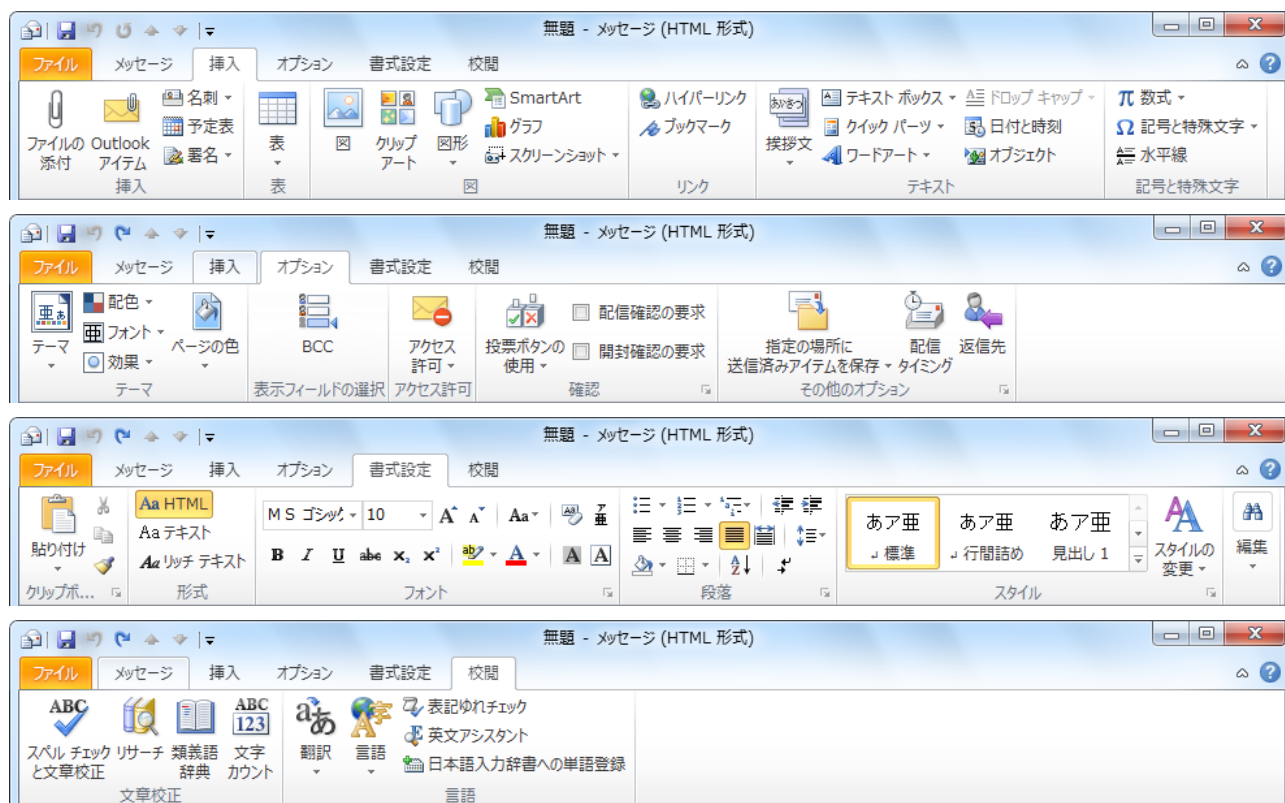 無題 - メッセージ (HTML 形式)
ファイル メッセージ 挿入 オプション 書式設定 校閲
ファイルの添付
Outlook アイテム
名刺
予定表
署名
挿入
表
表
図
クリップアート
図形
SmartArt
グラフ
スクリーンショット
図
ハイパーリンク
ブックマーク
リンク
あいさつ
挨拶文
テキスト ボックス
クイック パーツ
ワードアート
ドロップ キャップ
日付と時刻
オブジェクト
テキスト
π 数式
Ω 記号と特殊文字
水平線
記号と特殊文字
無題 - メッセージ (HTML 形式)
ファイル メッセージ 挿入 オプション 書式設定 校閲
亜ぁ
テーマ
配色
亜 フォント
効果
ページの色
テーマ
BCC
表示フィールドの選択
アクセス許可
アクセス許可
投票ボタンの使用
配信確認の要求
開封確認の要求
確認
指定の場所に
送信済みアイテムを保存
配信タイミング
返信先
その他のオプション
無題 - メッセージ (HTML 形式)
ファイル メッセージ 挿入 オプション 書式設定 校閲
貼り付け
クリップボ...
Aa HTML
Aa テキスト
Aa リッチ テキスト
形式
ＭＳ ゴシック 10 A A Aa ア亜
B I U abc x₂ x² ab A A A
フォント
段落
あア亜 あア亜 あア亜
標準 行間詰め 見出し 1
スタイルの変更
スタイル
編集
無題 - メッセージ (HTML 形式)
ファイル メッセージ 挿入 オプション 書式設定 校閲
ABC
スペル チェックと文章校正
リサーチ
類義語辞典
ABC 123
文字カウント
文章校正
aあ
翻訳
言語
表記ゆれチェック
英文アシスタント
日本語入力辞書への単語登録
言語